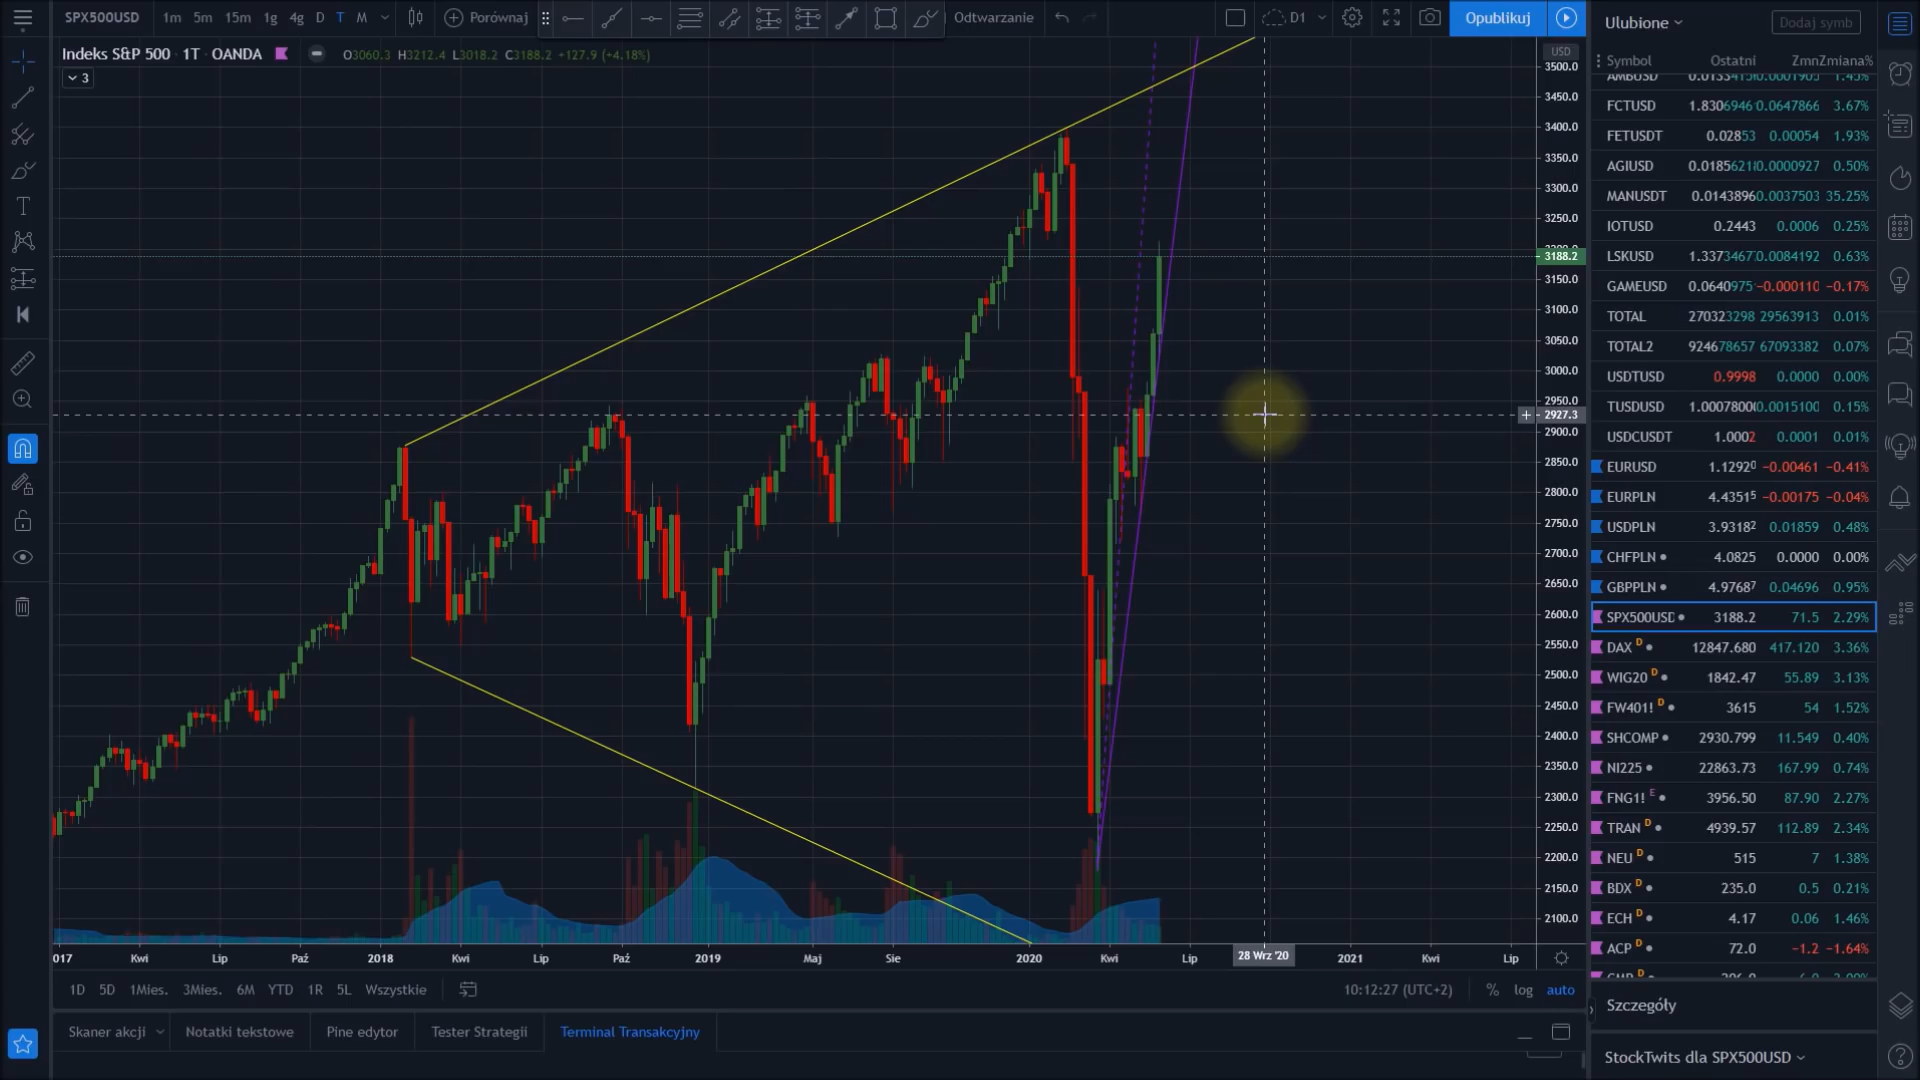 SPX500USD 1m 5m 15m 1g 4g D T M Porównaj Odtwarzanie D1 Opublikuj
Indeks S&P 500 · 1T · OANDA O3060.3 H3212.4 L3018.2 C3188.2 +127.9 (+4.18%)
3
USD
3500.0
3450.0
3400.0
3350.0
3300.0
3250.0
3200.0
3188.2
3150.0
3100.0
3050.0
3000.0
2950.0
2927.3
2900.0
2850.0
2800.0
2750.0
2700.0
2650.0
2600.0
2550.0
2500.0
2450.0
2400.0
2350.0
2300.0
2250.0
2200.0
2150.0
2100.0
017 Kwi Lip Paź 2018 Kwi Lip Paź 2019 Maj Sie 2020 Kwi Lip 28 Wrz '20 2021 Kwi Lip
1D 5D 1Mies. 3Mies. 6M YTD 1R 5L Wszystkie 10:12:27 (UTC+2) % log auto
Skaner akcji Notatki tekstowe Pine edytor Tester Strategii Terminal Transakcyjny
Ulubione Dodaj symb
Symbol Ostatni ZmnZmiana%
FCTUSD 1.8306946 0.0647866 3.67%
FETUSDT 0.02853 0.00054 1.93%
AGIUSD 0.0185621 0.0000927 0.50%
MANUSDT 0.0143896 0.0003750 35.25%
IOTUSD 0.2443 0.0006 0.25%
LSKUSD 1.3373467 0.0084192 0.63%
GAMEUSD 0.0640975 −0.000110 −0.17%
TOTAL 270323298 29563913 0.01%
TOTAL2 924678657 67093382 0.07%
USDTUSD 0.9998 0.0000 0.00%
TUSDUSD 1.0007800 0.0015100 0.15%
USDCUSDT 1.0002 0.0001 0.01%
EURUSD 1.12920 −0.00461 −0.41%
EURPLN 4.43515 −0.00175 −0.04%
USDPLN 3.93182 0.01859 0.48%
CHFPLN 4.0825 0.0000 0.00%
GBPPLN 4.97687 0.04696 0.95%
SPX500USD 3188.2 71.5 2.29%
DAX D 12847.680 417.120 3.36%
WIG20 D 1842.47 55.89 3.13%
FW401! D 3615 54 1.52%
SHCOMP 2930.799 11.549 0.40%
NI225 22863.73 167.99 0.74%
FNG1! E 3956.50 87.90 2.27%
TRAN D 4939.57 112.89 2.34%
NEU D 515 7 1.38%
BDX D 235.0 0.5 0.21%
ECH D 4.17 0.06 1.46%
ACP D 72.0 −1.2 −1.64%
Szczegóły
StockTwits dla SPX500USD